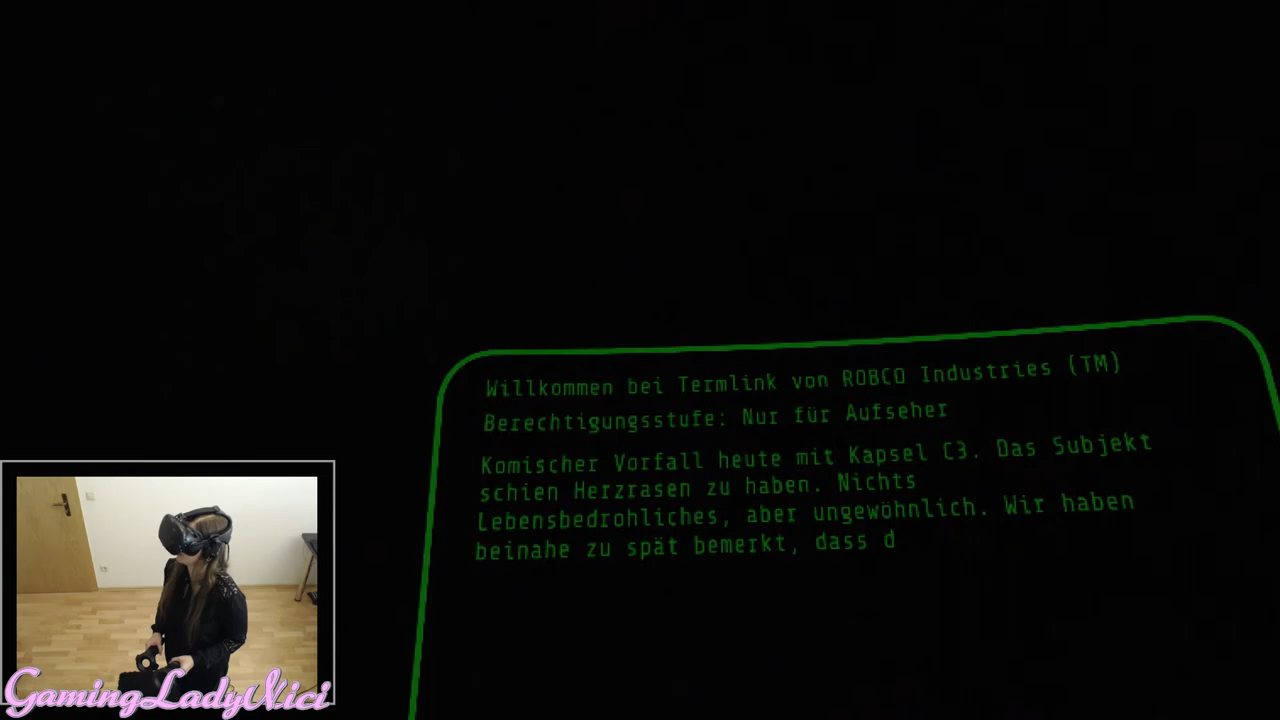 Willkommen bei Termlink von ROBCO Industries (TM)
Berechtigungsstufe: Nur für Aufseher
Komischer Vorfall heute mit Kapsel C3. Das Subjekt
schien Herzrasen zu haben. Nichts
Lebensbedrohliches, aber ungewöhnlich. Wir haben
beinahe zu spät bemerkt, dass d
GamingLadyNici